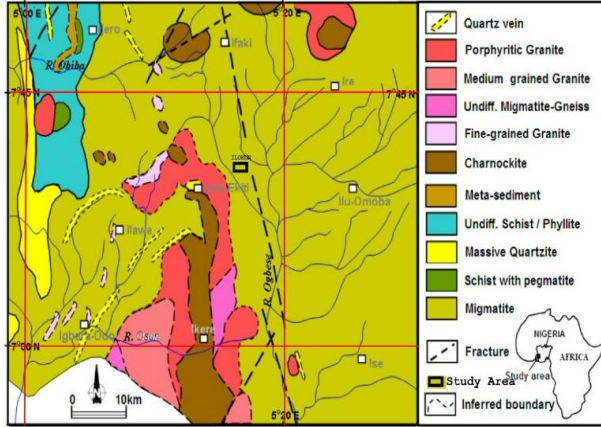 5°00 E
5°20 E
Ijero
Ifaki
R. Obiba
Ire
7°45 N
7°45 N
Ekiti
Ilu-Omoba
Ilawe
R. Ogbese
Igbara-Odo
R.
Ikere
7°00 N
Ise
0 10km
5°20 E
Quartz vein
Porphyritic Granite
Medium grained Granite
Undiff. Migmatite-Gneiss
Fine-grained Granite
Charnockite
Meta-sediment
Undiff. Schist / Phyllite
Massive Quartzite
Schist with pegmatite
Migmatite
Fracture
Study Area
Inferred boundary
NIGERIA
AFRICA
Study area